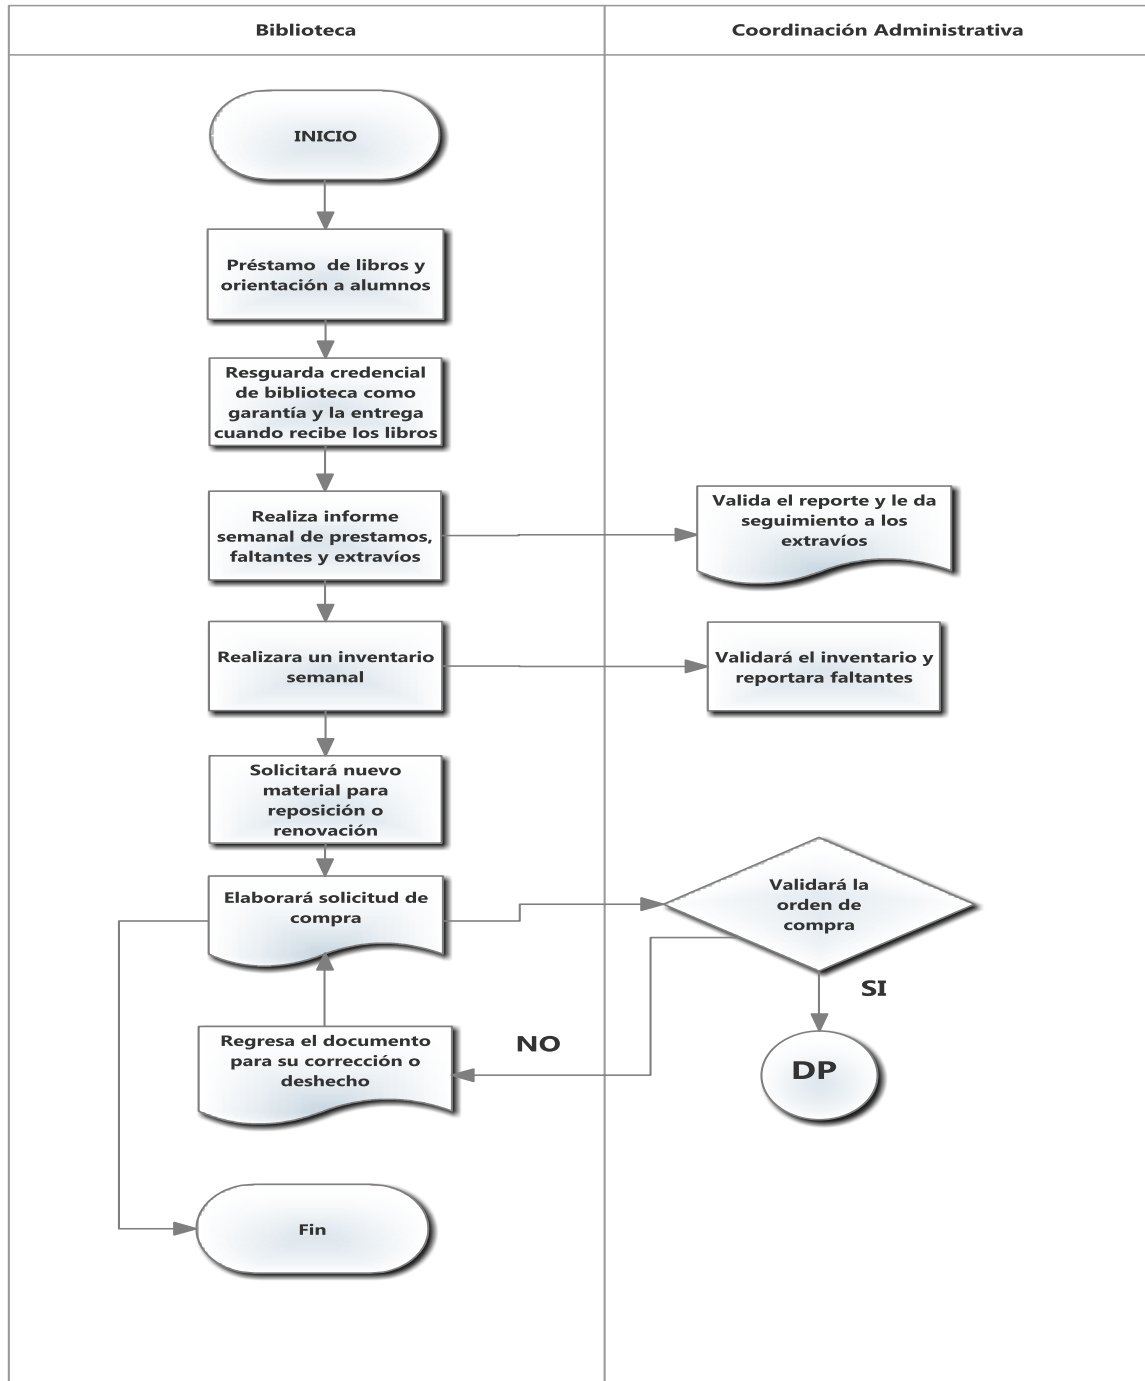 Biblioteca
Coordinación Administrativa
INICIO
Préstamo de libros y
orientación a alumnos
Resguarda credencial
de biblioteca como
garantía y la entrega
cuando recibe los libros
Realiza informe
semanal de prestamos,
faltantes y extravíos
Valida el reporte y le da
seguimiento a los
extravíos
Realizara un inventario
semanal
Validará el inventario y
reportara faltantes
Solicitará nuevo
material para
reposición o
renovación
Elaborará solicitud de
compra
Validará la
orden de
compra
SI
NO
Regresa el documento
para su corrección o
deshecho
DP
Fin